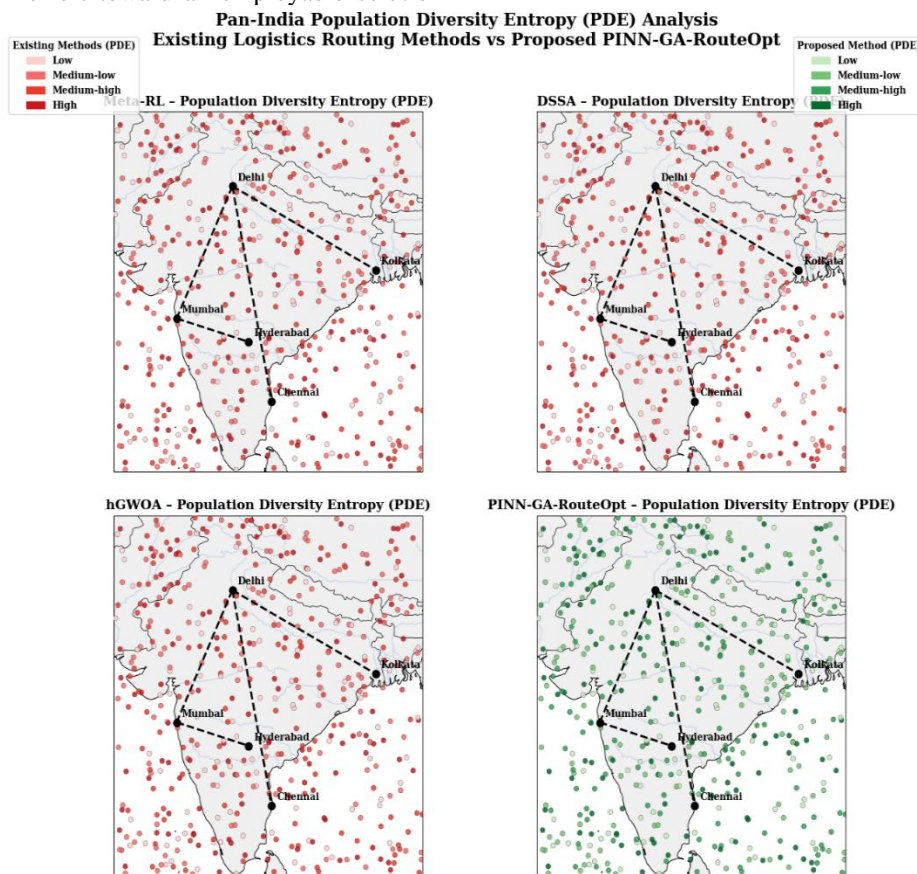 Pan-India Population Diversity Entropy (PDE) Analysis
Existing Logistics Routing Methods vs Proposed PINN-GA-RouteOpt
Existing Methods (PDE)
Low
Medium-low
Medium-high
High
Proposed Method (PDE
Low
Medium-low
Medium-high
High
Meta-RL – Population Diversity Entropy (PDE)
Delhi
Kolkata
Mumbai
Hyderabad
Chennai
DSSA – Population Diversity Entropy (PDE)
Delhi
Kolkata
Mumbai
Hyderabad
Chennai
hGWOA – Population Diversity Entropy (PDE)
Delhi
Kolkata
Mumbai
Hyderabad
Chennai
PINN-GA-RouteOpt – Population Diversity Entropy (PDE)
Delhi
Kolkata
Mumbai
Hyderabad
Chennai